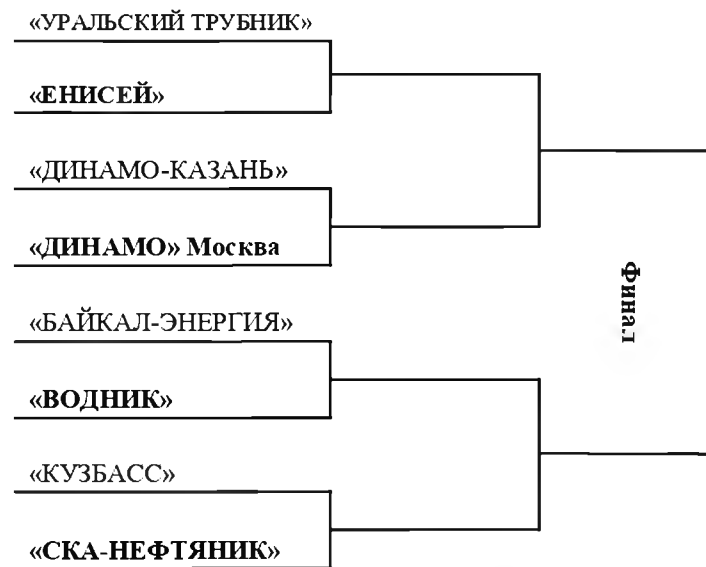 «УРАЛЬСКИЙ ТРУБНИК»
«ЕНИСЕЙ»
«ДИНАМО-КАЗАНЬ»
«ДИНАМО» Москва
«БАЙКАЛ-ЭНЕРГИЯ»
«ВОДНИК»
«КУЗБАСС»
«СКА-НЕФТЯНИК»
Финал